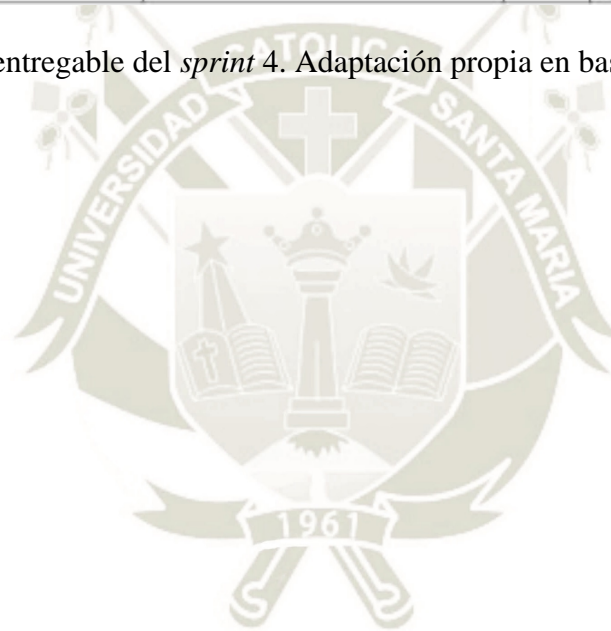 entregable del sprint 4. Adaptación propia en bas
UNIVERSIDAD CATOLICA SANTA MARIA
1961